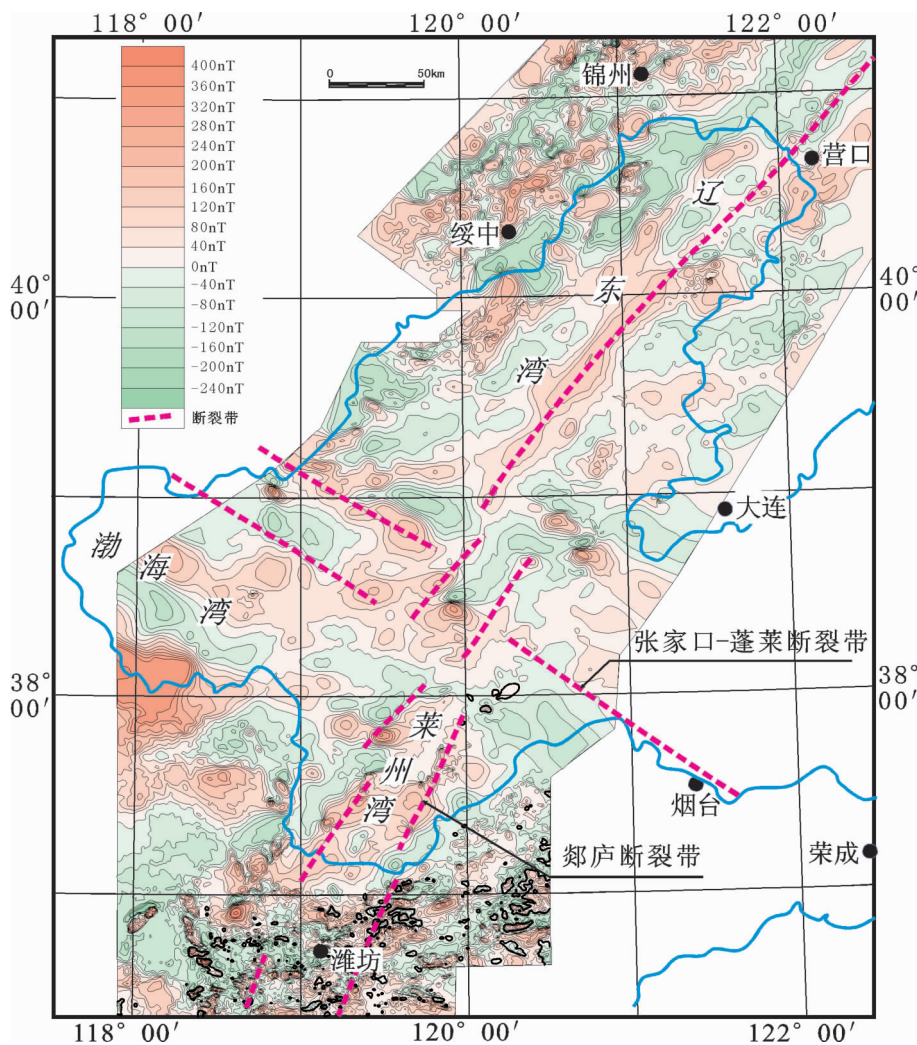 118° 00′
120° 00′
122° 00′
400nT
360nT
320nT
280nT
240nT
200nT
160nT
120nT
80nT
40nT
0nT
-40nT
-80nT
-120nT
-160nT
-200nT
-240nT
断裂带
0
50km
锦州
营口
绥中
辽
东
湾
40°
00′
40°
00′
大连
渤
海
湾
张家口-蓬莱断裂带
38°
00′
38°
00′
莱
州
湾
烟台
郯庐断裂带
荣成
潍坊
118° 00′
120° 00′
122° 00′